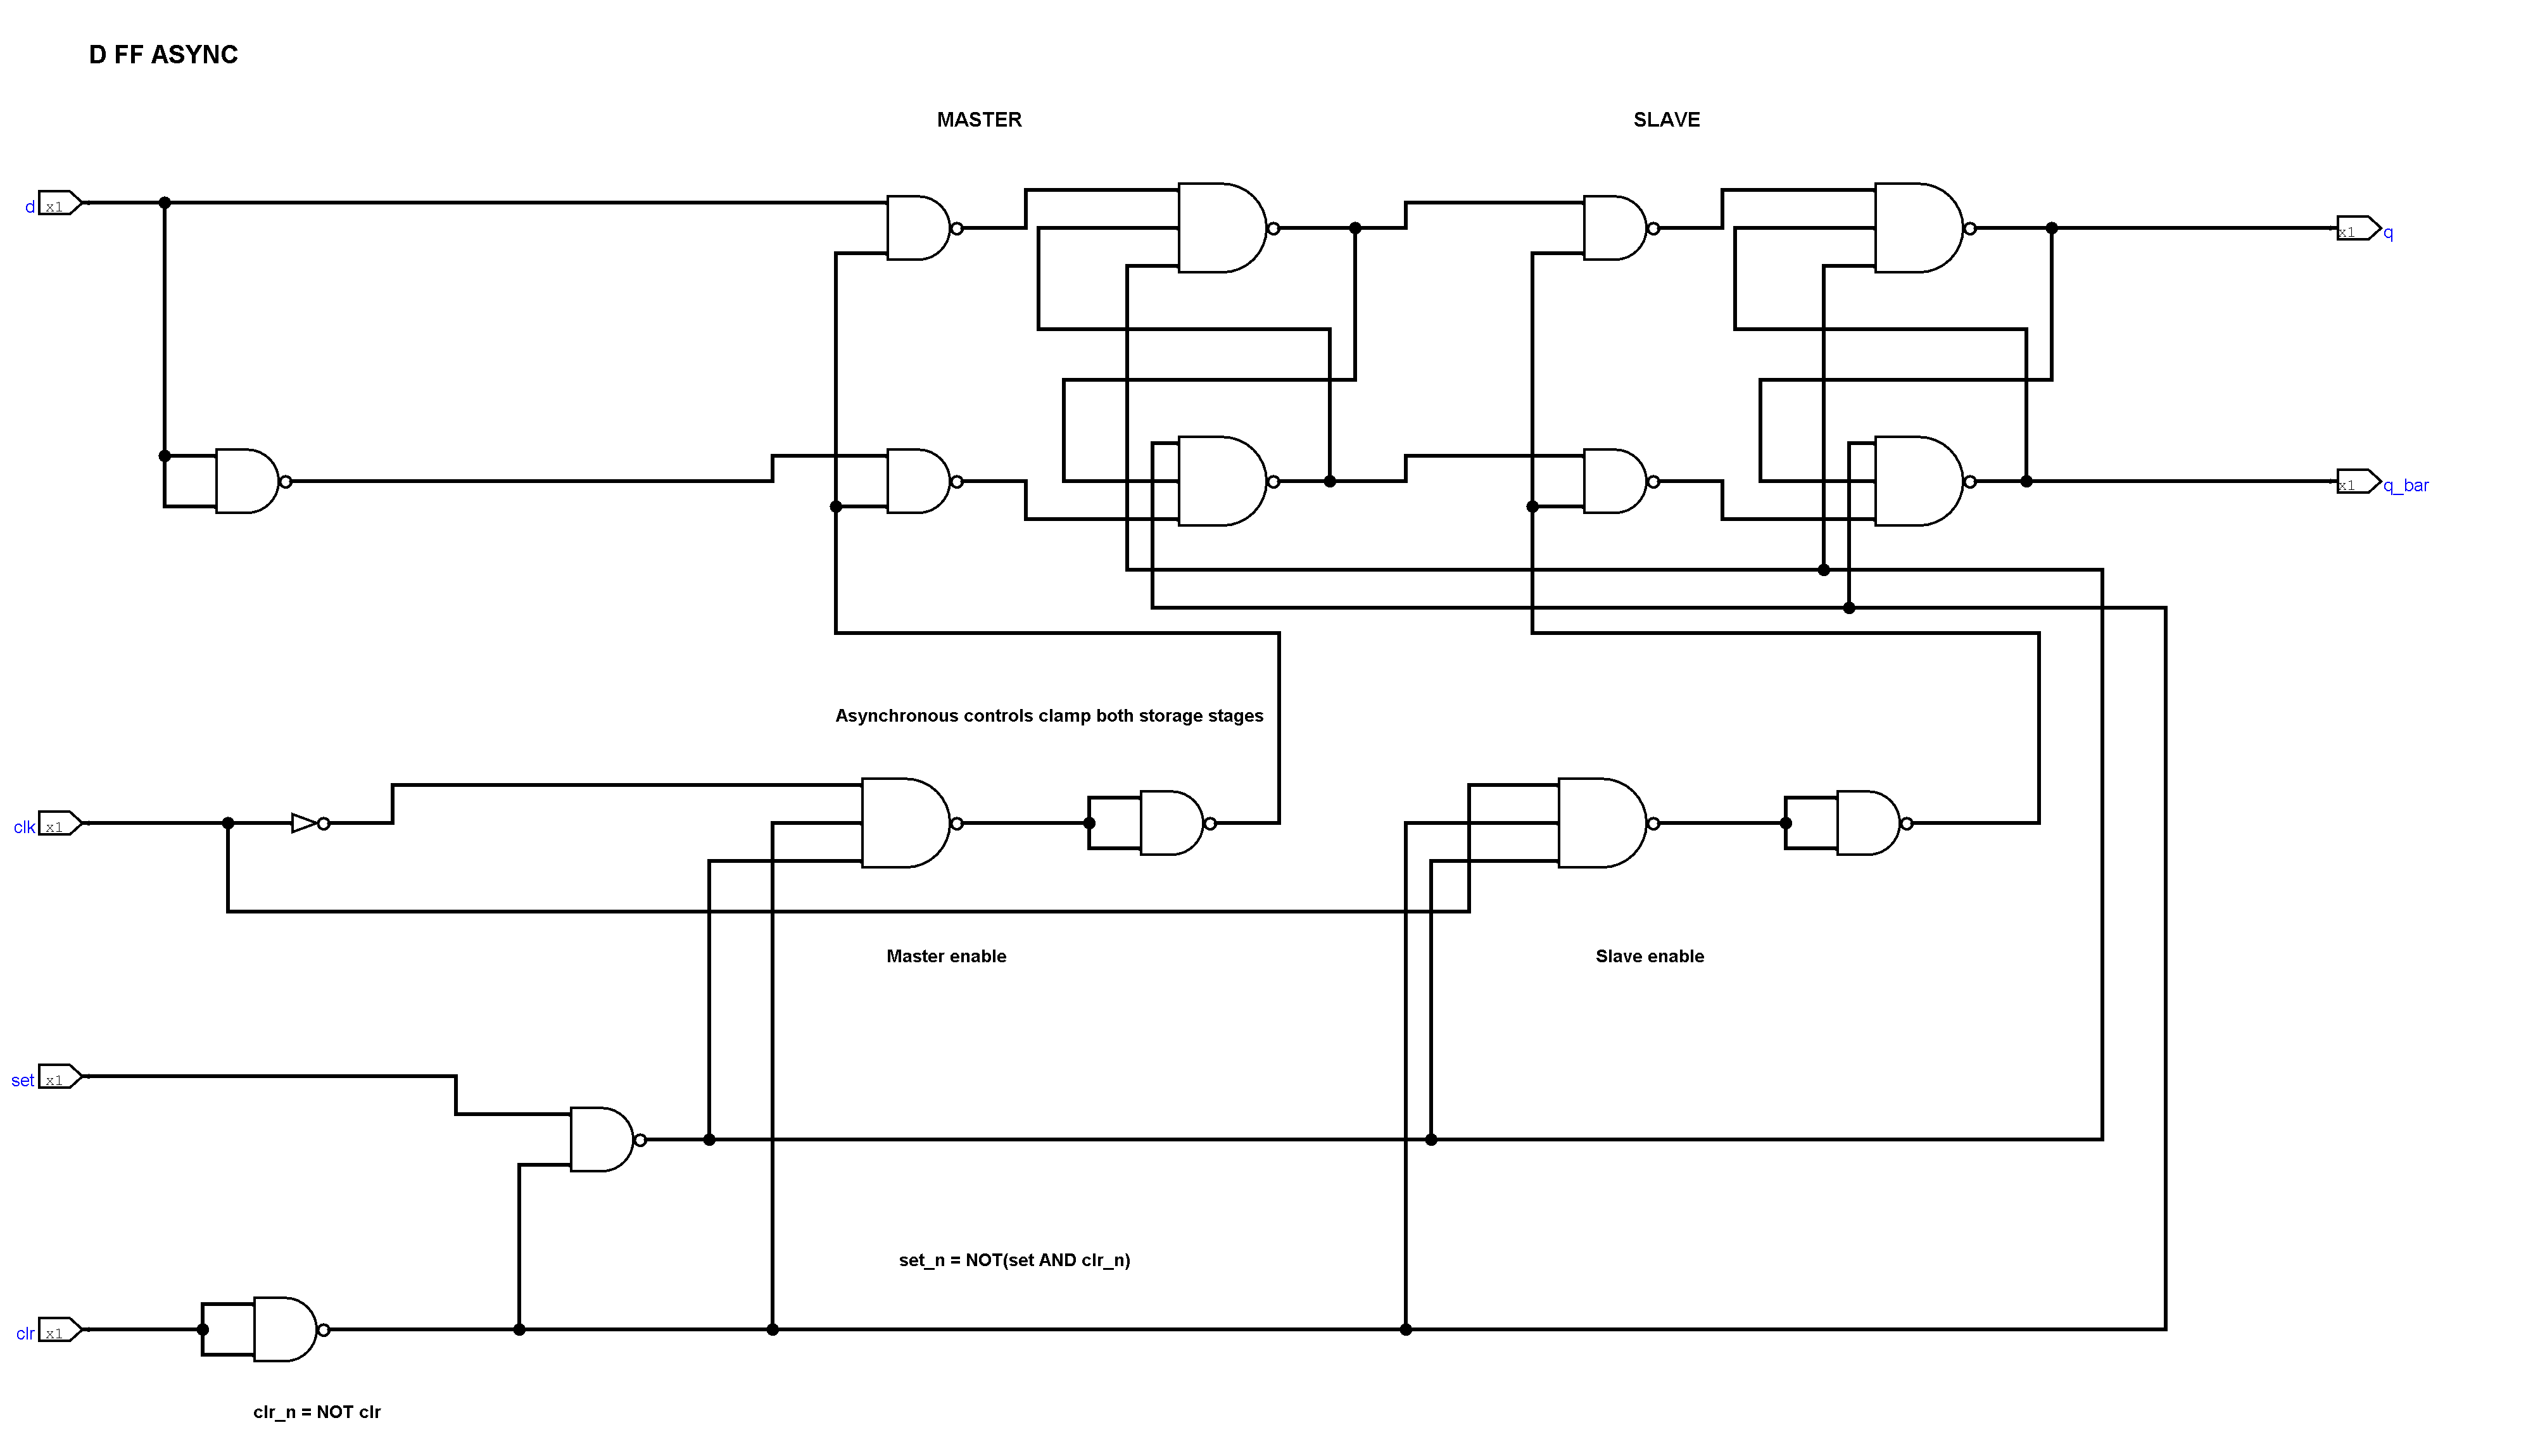 D FF ASYNC
MASTER
SLAVE
d x1
x1 q
x1 q_bar
Asynchronous controls clamp both storage stages
clk x1
Master enable
Slave enable
set x1
set_n = NOT(set AND clr_n)
clr x1
clr_n = NOT clr